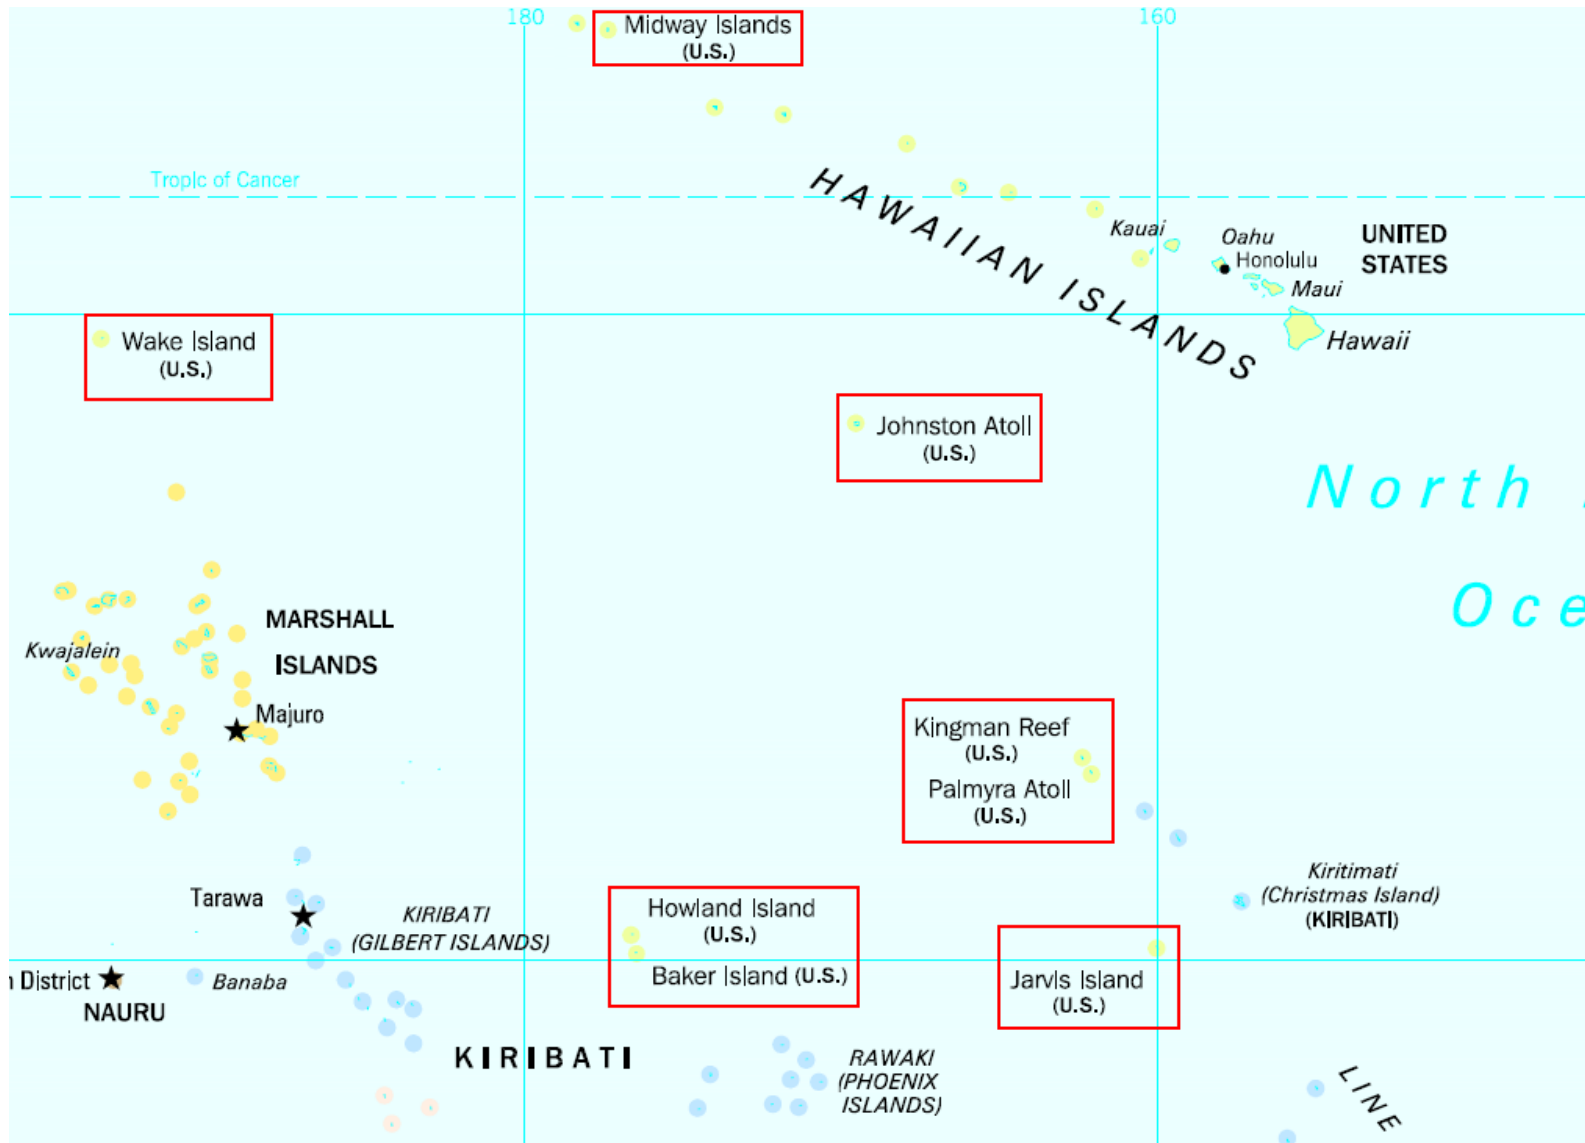 180
160
Midway Islands
(U.S.)
Tropic of Cancer
HAWAIIAN ISLANDS
Kauai
Oahu
Honolulu
UNITED
STATES
Maui
Hawaii
Wake Island
(U.S.)
Johnston Atoll
(U.S.)
North
Oce
MARSHALL
ISLANDS
Kwajalein
Majuro
Kingman Reef
(U.S.)
Palmyra Atoll
(U.S.)
Tarawa
KIRIBATI
(GILBERT ISLANDS)
Howland Island
(U.S.)
Baker Island (U.S.)
Kiritimati
(Christmas Island)
(KIRIBATI)
Jarvis Island
(U.S.)
n District
NAURU
Banaba
KIRIBATI
RAWAKI
(PHOENIX
ISLANDS)
LINE